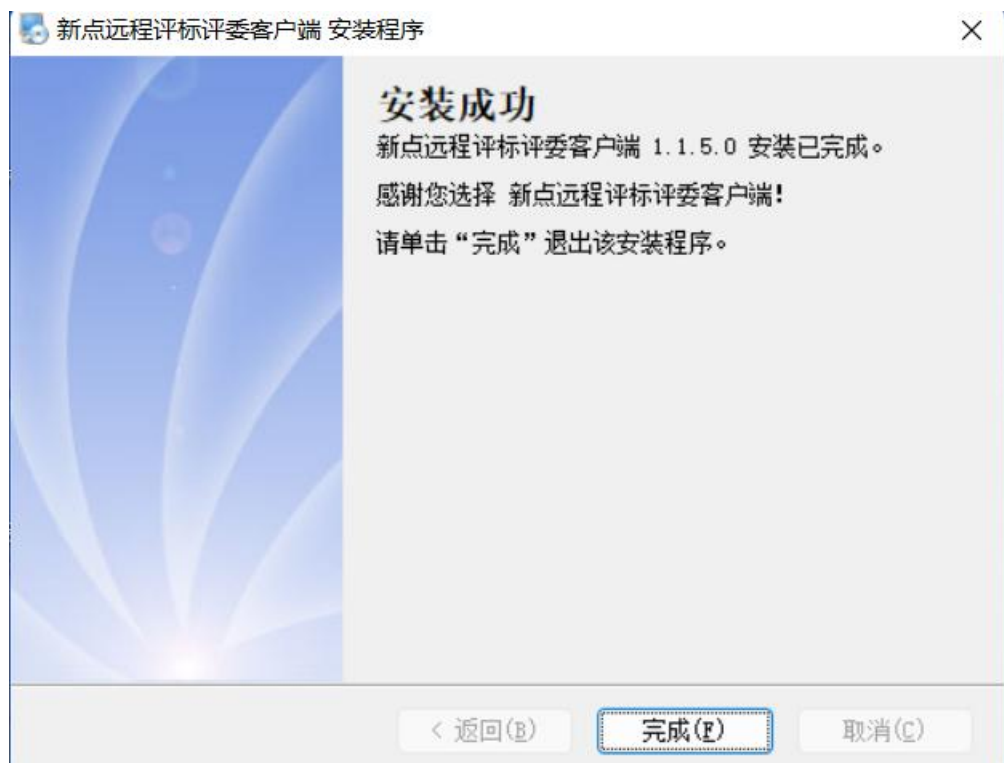 新点远程评标评委客户端 安装程序
安装成功
新点远程评标评委客户端 1.1.5.0 安装已完成。
感谢您选择 新点远程评标评委客户端!
请单击“完成”退出该安装程序。
< 返回(B)
完成(F)
取消(C)